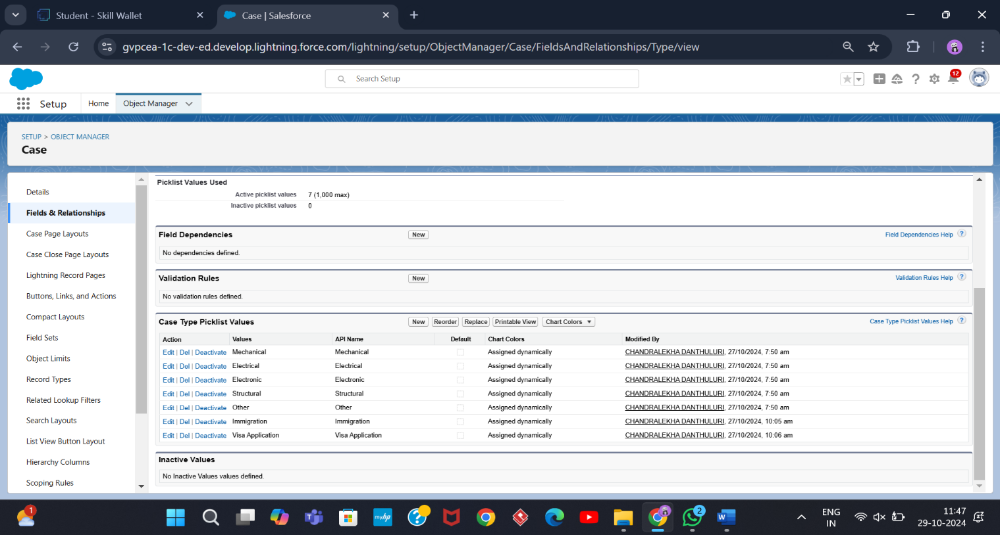 Student - Skill Wallet
Case | Salesforce
gvpcea-1c-dev-ed.develop.lightning.force.com/lightning/setup/ObjectManager/Case/FieldsAndRelationships/Type/view
Search Setup
12
Setup
Home
Object Manager
SETUP > OBJECT MANAGER
Case
Details
Fields & Relationships
Case Page Layouts
Case Close Page Layouts
Lightning Record Pages
Buttons, Links, and Actions
Compact Layouts
Field Sets
Object Limits
Record Types
Related Lookup Filters
Search Layouts
List View Button Layout
Hierarchy Columns
Scoping Rules
Picklist Values Used
Active picklist values 7 (1,000 max)
Inactive picklist values 0
Field Dependencies New Field Dependencies Help ?
No dependencies defined.
Validation Rules New Validation Rules Help ?
No validation rules defined.
Case Type Picklist Values New Reorder Replace Printable View Chart Colors Case Type Picklist Values Help ?
Action Values API Name Default Chart Colors Modified By
Edit | Del | Deactivate Mechanical Mechanical Assigned dynamically CHANDRALEKHA DANTHULURI, 27/10/2024, 7:50 am
Edit | Del | Deactivate Electrical Electrical Assigned dynamically CHANDRALEKHA DANTHULURI, 27/10/2024, 7:50 am
Edit | Del | Deactivate Electronic Electronic Assigned dynamically CHANDRALEKHA DANTHULURI, 27/10/2024, 7:50 am
Edit | Del | Deactivate Structural Structural Assigned dynamically CHANDRALEKHA DANTHULURI, 27/10/2024, 7:50 am
Edit | Del | Deactivate Other Other Assigned dynamically CHANDRALEKHA DANTHULURI, 27/10/2024, 7:50 am
Edit | Del | Deactivate Immigration Immigration Assigned dynamically CHANDRALEKHA DANTHULURI, 27/10/2024, 10:05 am
Edit | Del | Deactivate Visa Application Visa Application Assigned dynamically CHANDRALEKHA DANTHULURI, 27/10/2024, 10:06 am
Inactive Values
No Inactive Values values defined.
1
myhp
2
W
ENG
IN
11:47
29-10-2024